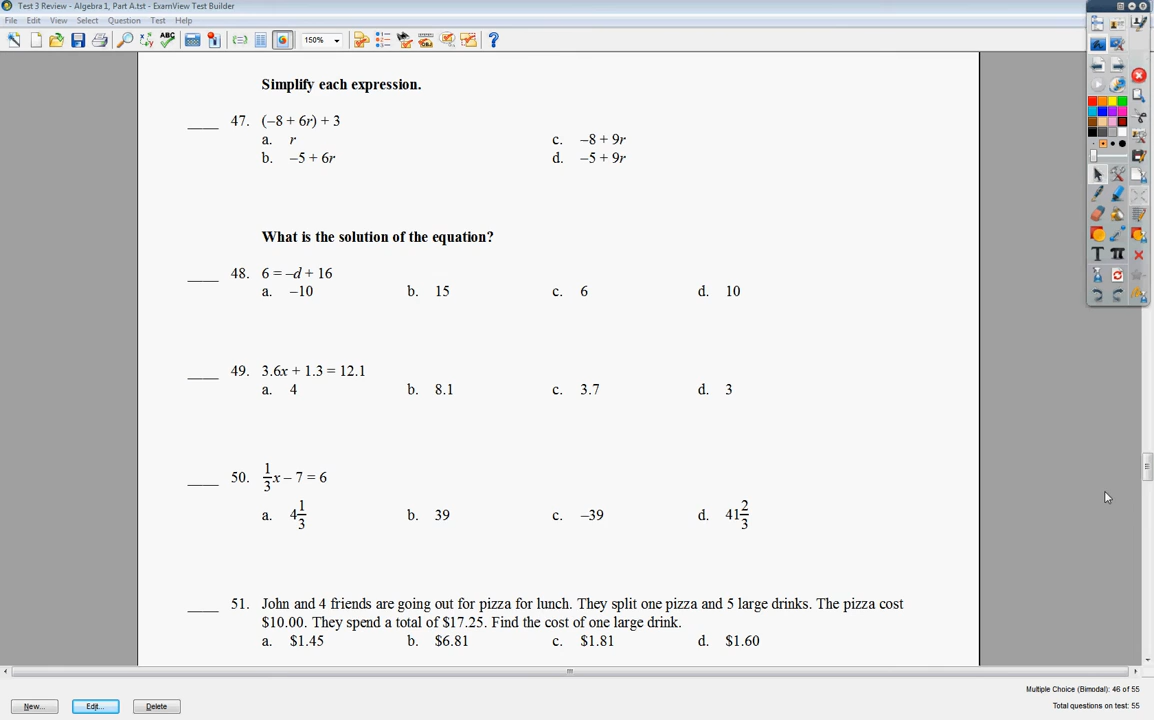 Test 3 Review - Algebra 1, Part A.tst - ExamView Test Builder
File Edit View Select Question Test Help
ABC 150% ?
Simplify each expression.
____ 47. (–8 + 6r) + 3
a. r c. –8 + 9r
b. –5 + 6r d. –5 + 9r
What is the solution of the equation?
____ 48. 6 = –d + 16
a. –10 b. 15 c. 6 d. 10
____ 49. 3.6x + 1.3 = 12.1
a. 4 b. 8.1 c. 3.7 d. 3
____ 50. 1/3 x – 7 = 6
a. 4 1/3 b. 39 c. –39 d. 41 2/3
____ 51. John and 4 friends are going out for pizza for lunch. They split one pizza and 5 large drinks. The pizza cost
$10.00. They spend a total of $17.25. Find the cost of one large drink.
a. $1.45 b. $6.81 c. $1.81 d. $1.60
Multiple Choice (Bimodal): 46 of 55
New... Edit... Delete Total questions on test: 55